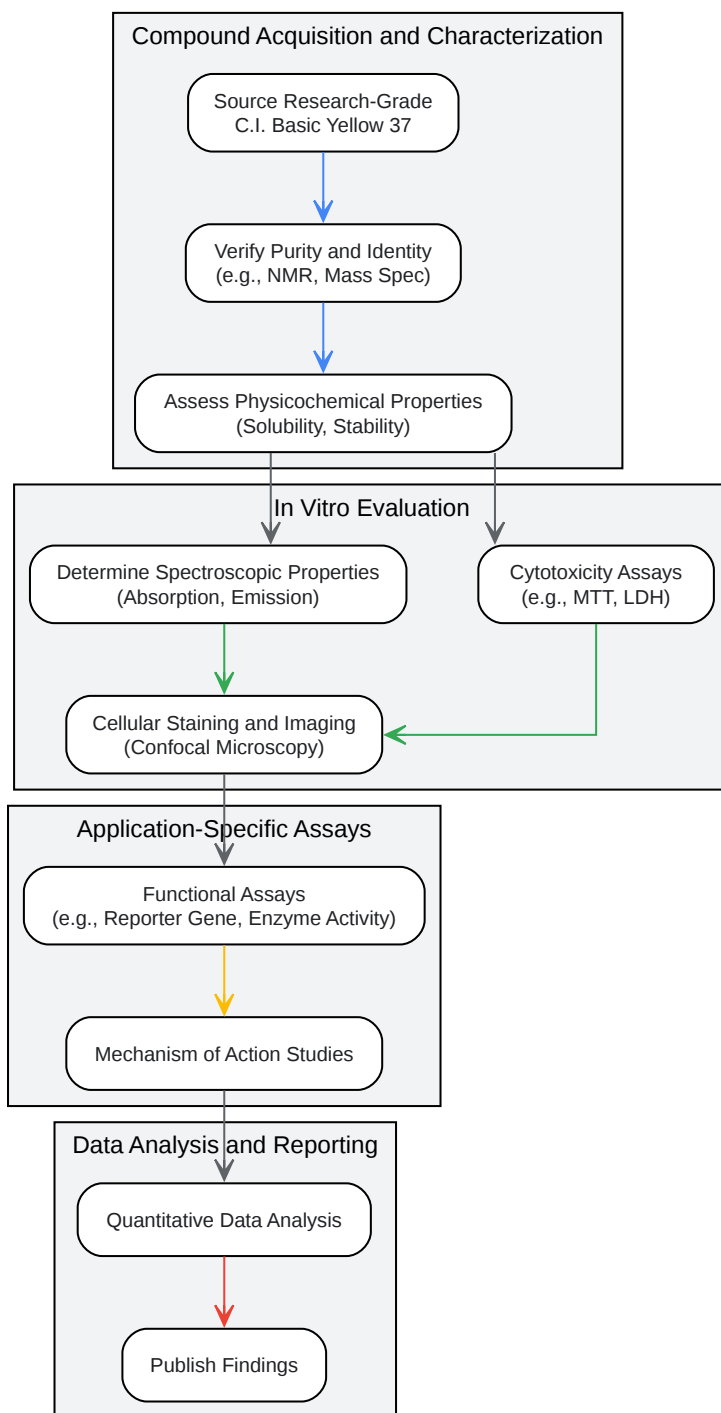 Compound Acquisition and Characterization
Source Research-Grade
C.I. Basic Yellow 37
Verify Purity and Identity
(e.g., NMR, Mass Spec)
Assess Physicochemical Properties
(Solubility, Stability)
In Vitro Evaluation
Determine Spectroscopic Properties
(Absorption, Emission)
Cytotoxicity Assays
(e.g., MTT, LDH)
Cellular Staining and Imaging
(Confocal Microscopy)
Application-Specific Assays
Functional Assays
(e.g., Reporter Gene, Enzyme Activity)
Mechanism of Action Studies
Data Analysis and Reporting
Quantitative Data Analysis
Publish Findings